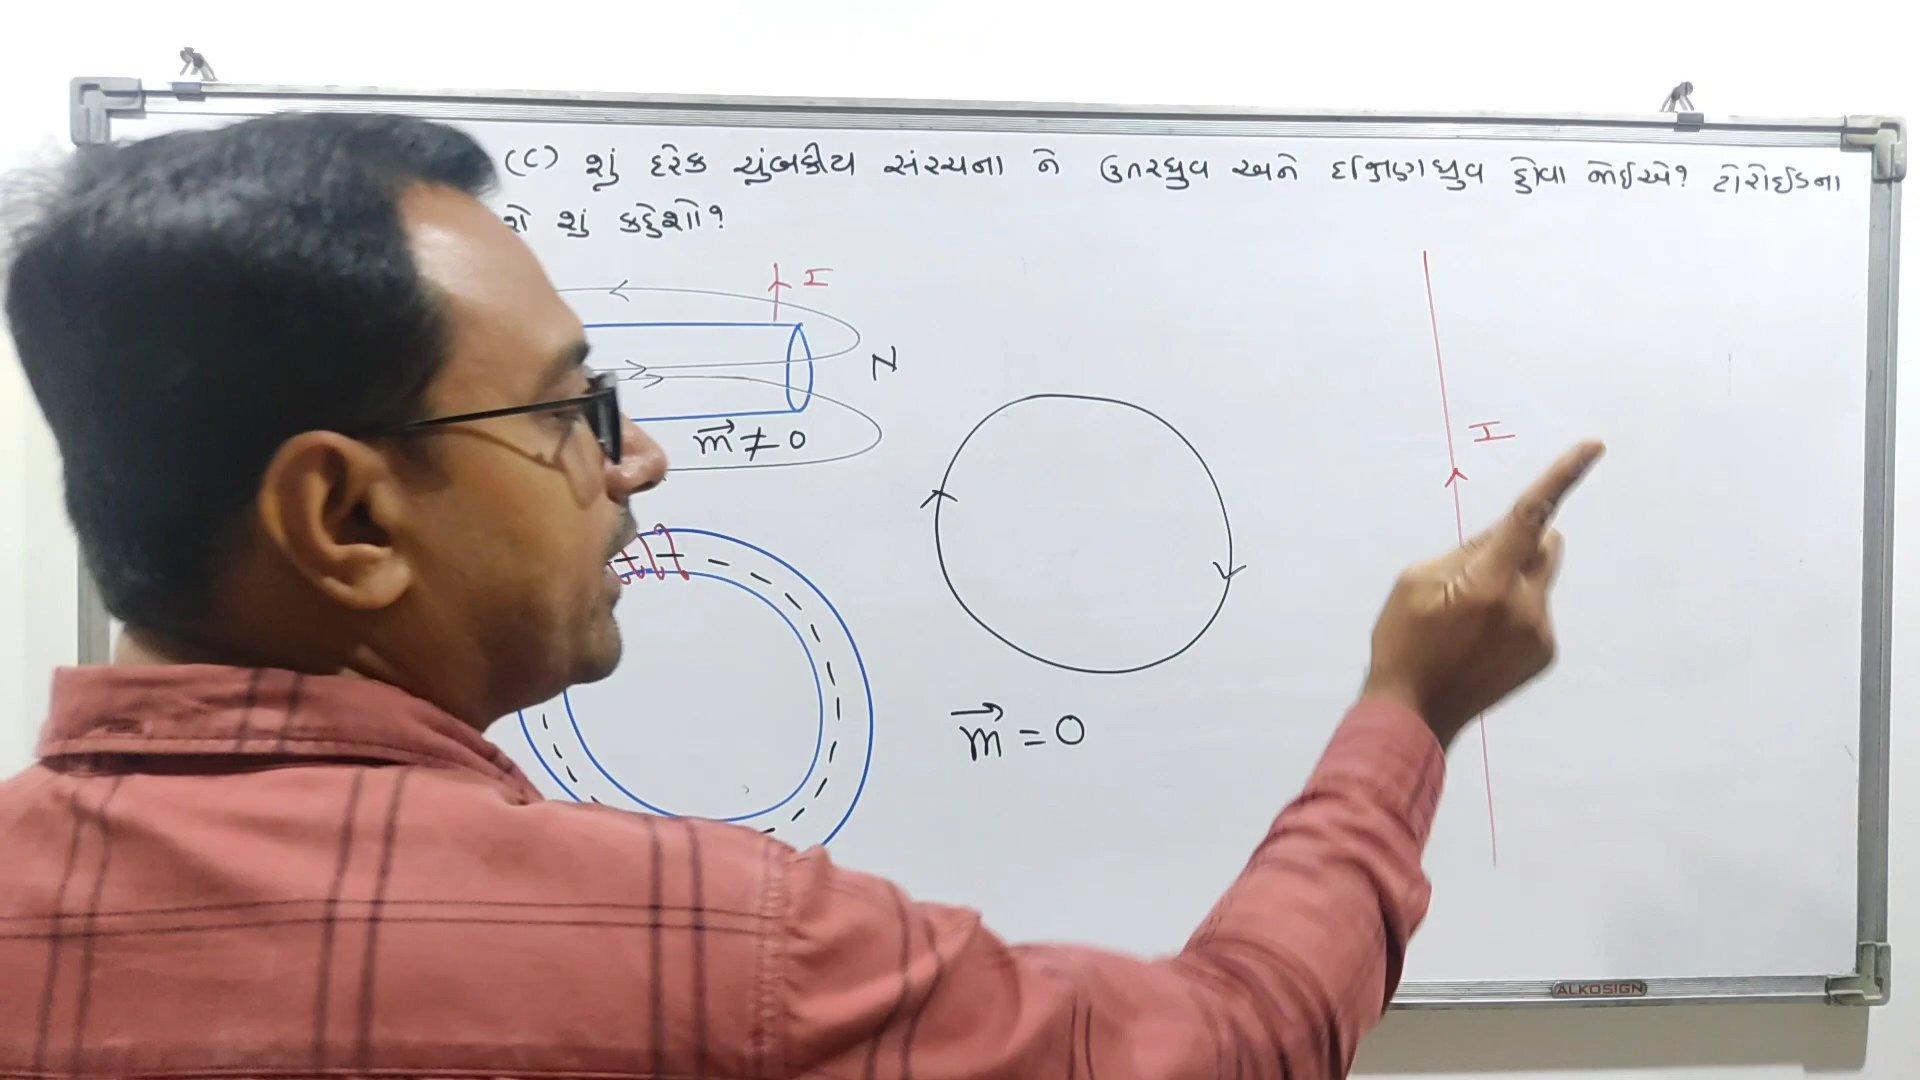 (C) શું દરેક ચુંબકીય સંરચના ને ઉત્તરધ્રુવ અને દક્ષિણધ્રુવ હોવા જોઈએ? ટોરોઈડના
શું કહેશો?
I
N
m⃗ ≠ 0
I
m⃗ = 0
ALKOSIGN